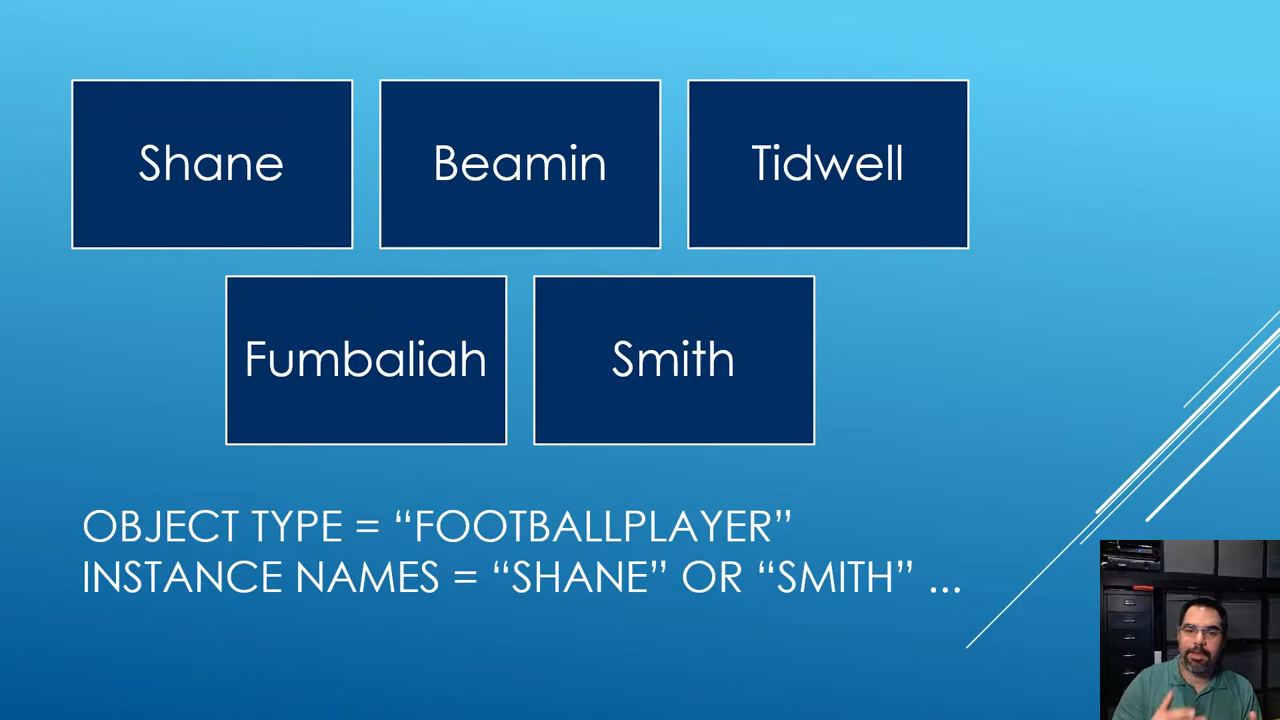 Shane
Beamin
Tidwell
Fumbaliah
Smith
OBJECT TYPE = “FOOTBALLPLAYER”
INSTANCE NAMES = “SHANE” OR “SMITH” ...